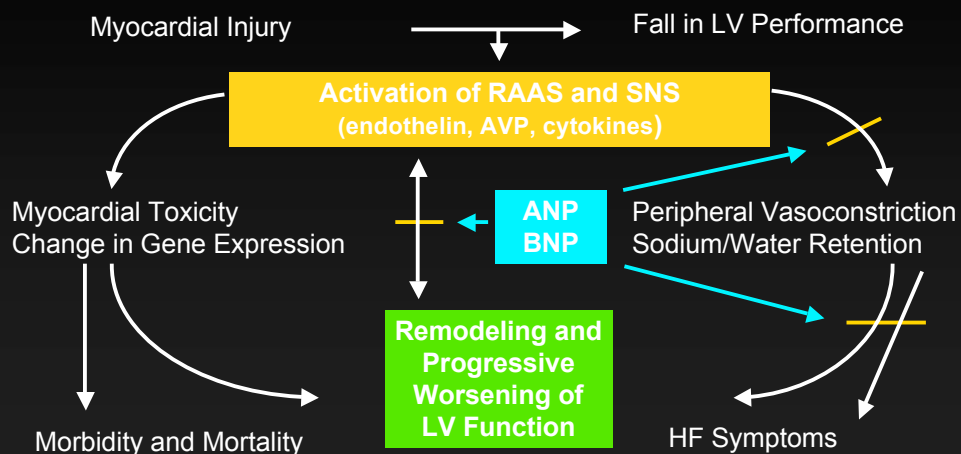 Myocardial Injury
Fall in LV Performance
Activation of RAAS and SNS
(endothelin, AVP, cytokines)
Myocardial Toxicity
Change in Gene Expression
ANP
BNP
Peripheral Vasoconstriction
Sodium/Water Retention
Remodeling and
Progressive
Worsening of
LV Function
Morbidity and Mortality
HF Symptoms